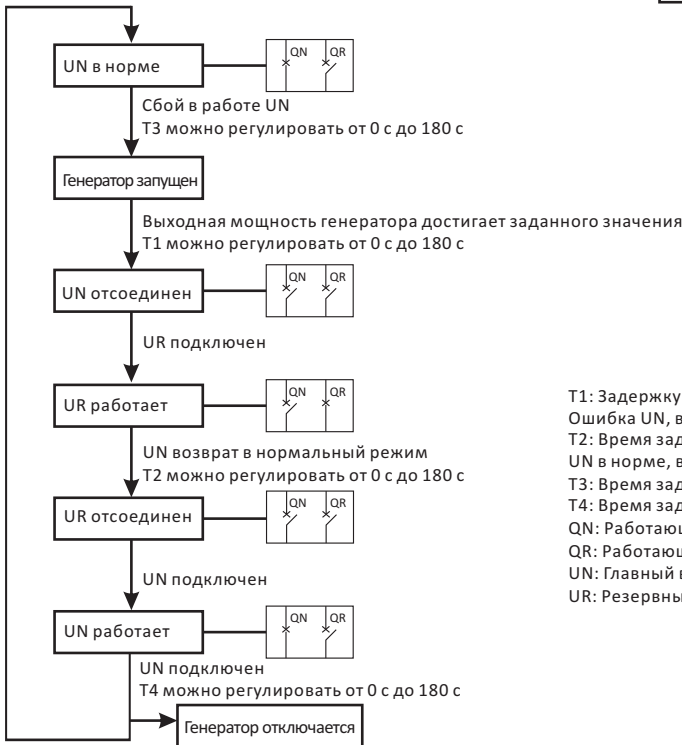 UN в норме
QN QR
Сбой в работе UN
T3 можно регулировать от 0 с до 180 с
Генератор запущен
Выходная мощность генератора достигает заданного значения
T1 можно регулировать от 0 с до 180 с
UN отсоединен
QN QR
UR подключен
UR работает
QN QR
UN возврат в нормальный режим
T2 можно регулировать от 0 с до 180 с
UR отсоединен
QN QR
UN подключен
UN работает
QN QR
UN подключен
T4 можно регулировать от 0 с до 180 с
Генератор отключается
T1: Задержку
Ошибка UN, в
T2: Время зад
UN в норме, в
T3: Время зад
T4: Время зад
QN: Работающ
QR: Работающ
UN: Главный в
UR: Резервны